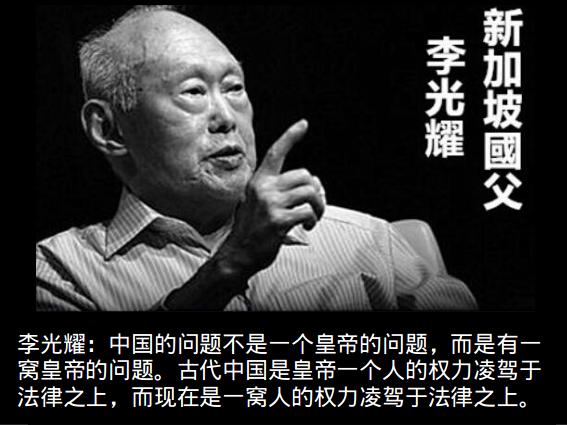 新加坡國父
李光耀
李光耀：中国的问题不是一个皇帝的问题，而是有一
窝皇帝的问题。古代中国是皇帝一个人的权力凌驾于
法律之上，而现在是一窝人的权力凌驾于法律之上。